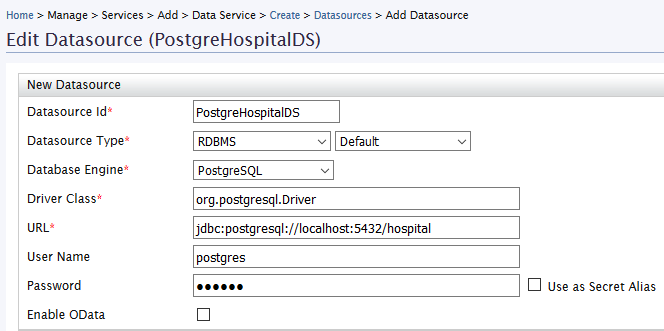 Home > Manage > Services > Add > Data Service > Create > Datasources > Add Datasource
Edit Datasource (PostgreHospitalDS)
New Datasource
Datasource Id* PostgreHospitalDS
Datasource Type* RDBMS Default
Database Engine* PostgreSQL
Driver Class* org.postgresql.Driver
URL* jdbc:postgresql://localhost:5432/hospital
User Name postgres
Password ●●●●●● Use as Secret Alias
Enable OData